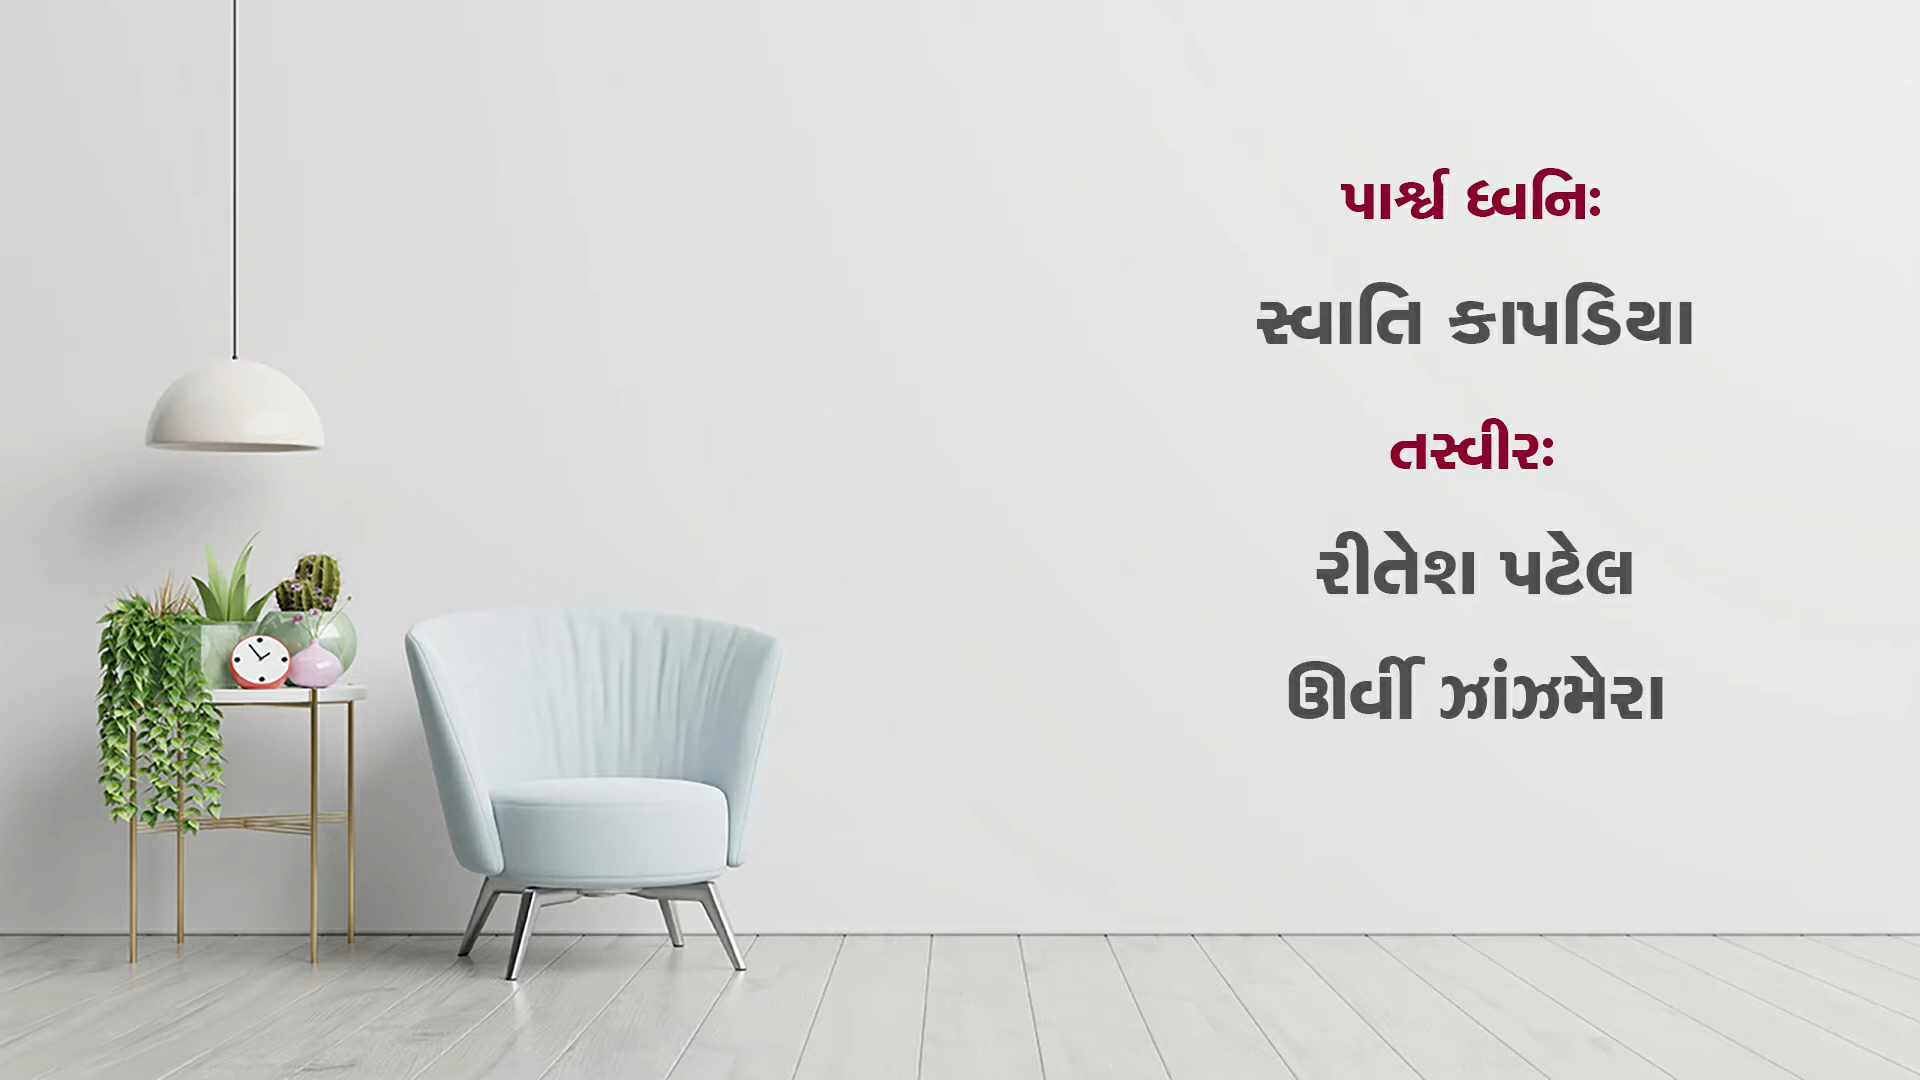 પાર્શ્વ ધ્વનિઃ
સ્વાતિ કાપડિયા
તસ્વીરઃ
રીતેશ પટેલ
ઊર્વી ઝાંઝમેરા